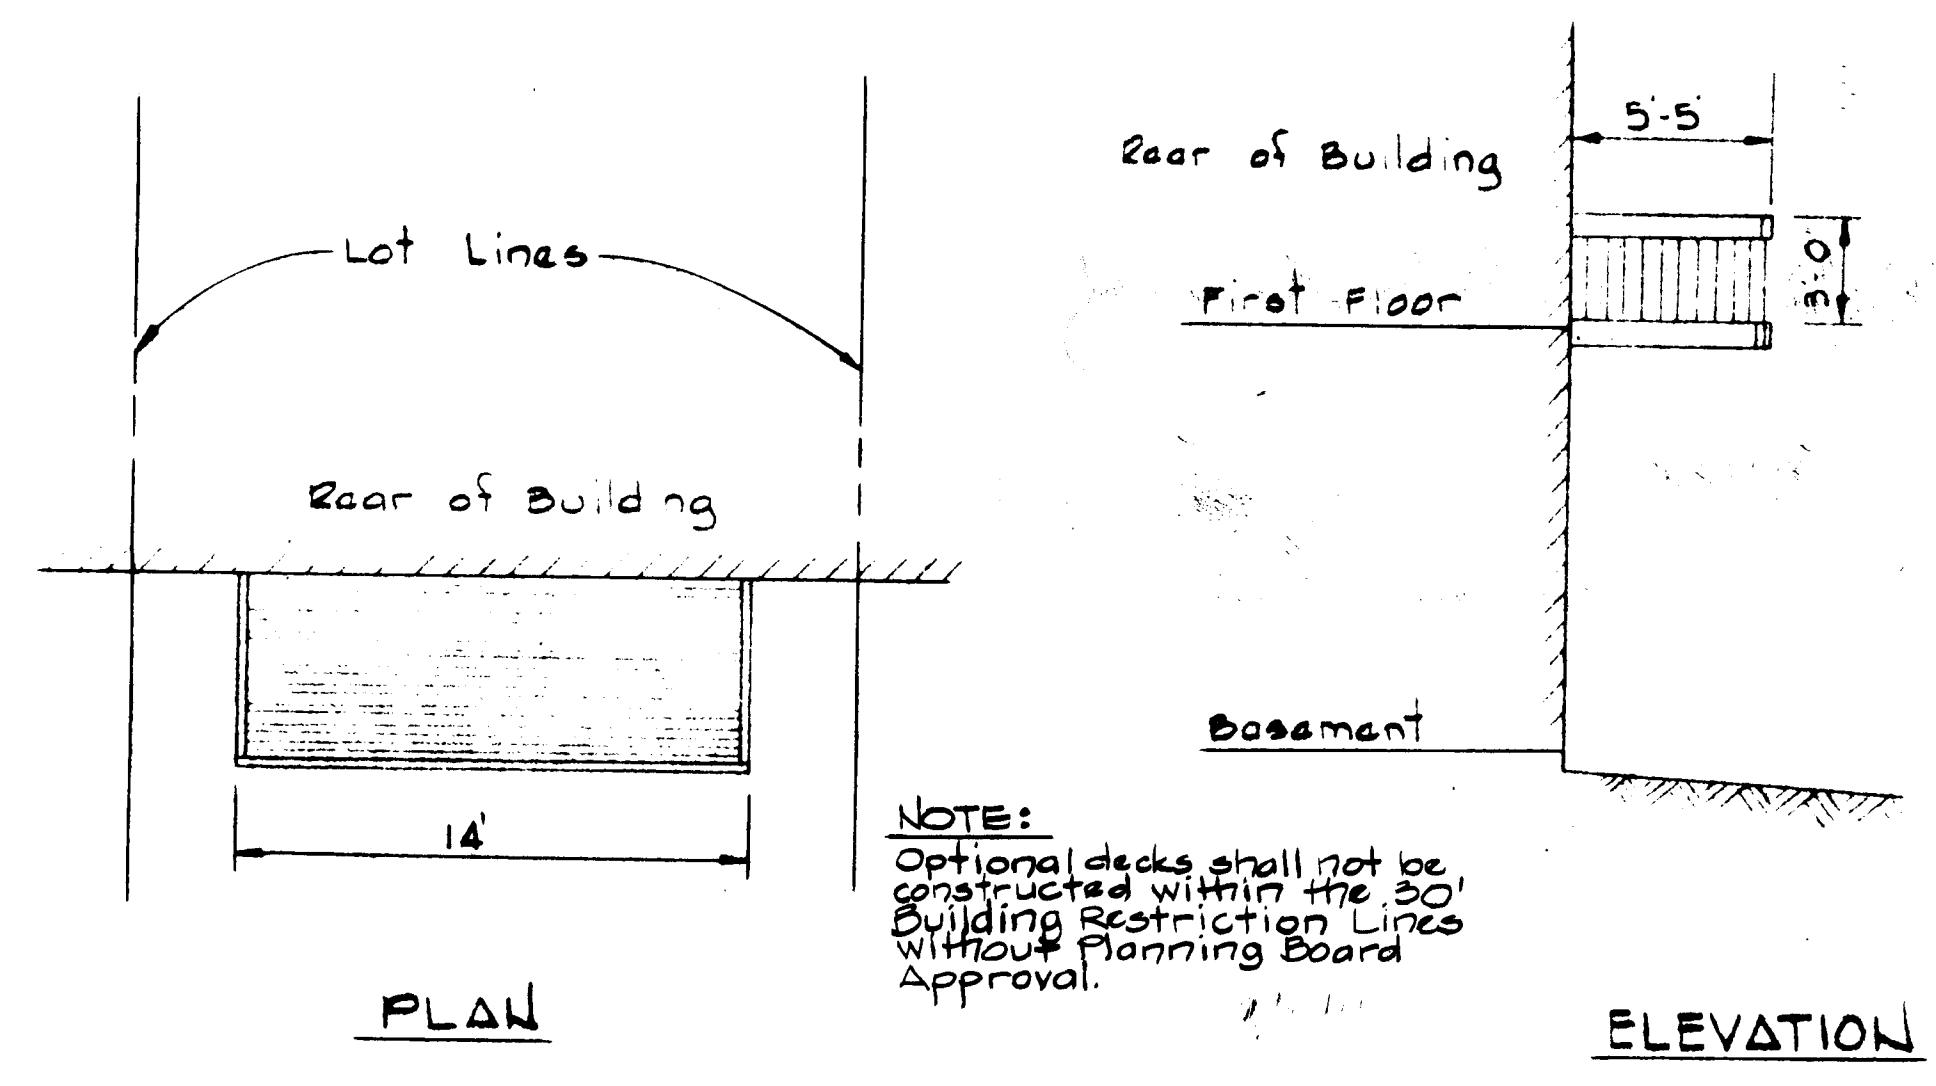 Lot Lines
Rear of Building
14'
PLAN
Rear of Building
5'-5'
3'-0'
First Floor
Basement
NOTE:
Optional decks shall not be
constructed within the 30'
Building Restriction Lines
without Planning Board
Approval.
ELEVATION